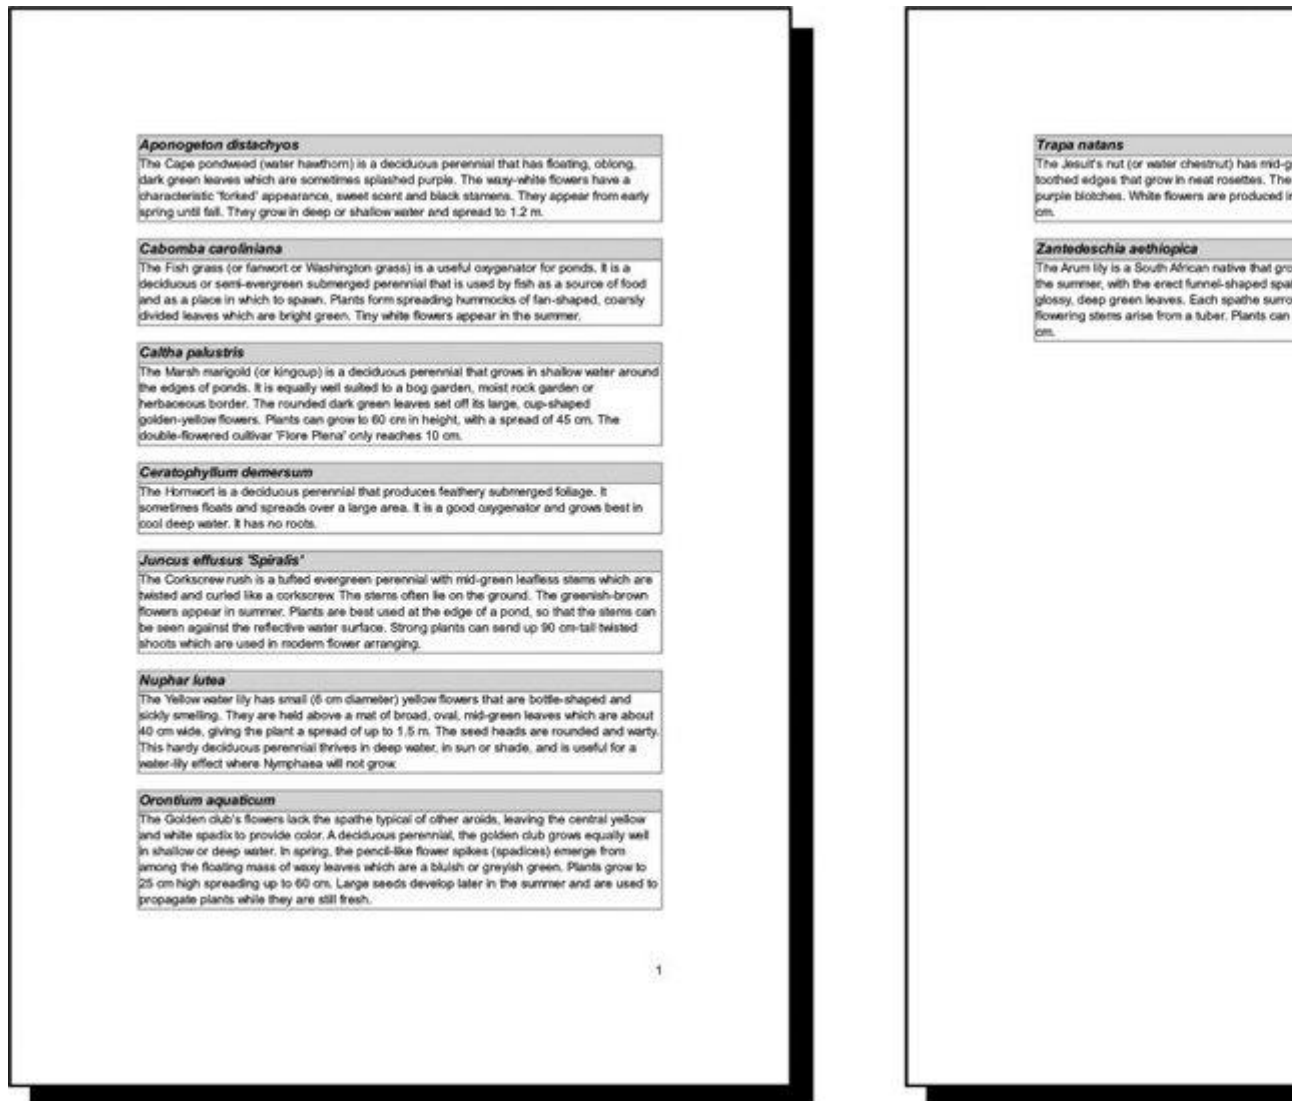 Aponogeton distachyos
The Cape pondweed (water hawthorn) is a deciduous perennial that has floating, oblong,
dark green leaves which are sometimes splashed purple. The waxy-white flowers have a
characteristic 'forked' appearance, sweet scent and black stamens. They appear from early
spring until fall. They grow in deep or shallow water and spread to 1.2 m.
Cabomba caroliniana
The Fish grass (or fanwort or Washington grass) is a useful oxygenator for ponds. It is a
deciduous or semi-evergreen submerged perennial that is used by fish as a source of food
and as a place in which to spawn. Plants form spreading hummocks of fan-shaped, coarsly
divided leaves which are bright green. Tiny white flowers appear in the summer.
Caltha palustris
The Marsh marigold (or kingcup) is a deciduous perennial that grows in shallow water around
the edges of ponds. It is equally well suited to a bog garden, moist rock garden or
herbaceous border. The rounded dark green leaves set off its large, cup-shaped
golden-yellow flowers. Plants can grow to 60 cm in height, with a spread of 45 cm. The
double-flowered cultivar 'Flore Plena' only reaches 10 cm.
Ceratophyllum demersum
The Hornwort is a deciduous perennial that produces feathery submerged foliage. It
sometimes floats and spreads over a large area. It is a good oxygenator and grows best in
cool deep water. It has no roots.
Juncus effusus 'Spiralis'
The Corkscrew rush is a tufted evergreen perennial with mid-green leafless stems which are
twisted and curled like a corkscrew. The stems often lie on the ground. The greenish-brown
flowers appear in summer. Plants are best used at the edge of a pond, so that the stems can
be seen against the reflective water surface. Strong plants can send up 90 cm-tall twisted
shoots which are used in modern flower arranging.
Nuphar lutea
The Yellow water lily has small (6 cm diameter) yellow flowers that are bottle-shaped and
sickly smelling. They are held above a mat of broad, oval, mid-green leaves which are about
40 cm wide, giving the plant a spread of up to 1.5 m. The seed heads are rounded and warty.
This hardy deciduous perennial thrives in deep water, in sun or shade, and is useful for a
water-lily effect where Nymphaea will not grow.
Orontium aquaticum
The Golden club's flowers lack the spathe typical of other aroids, leaving the central yellow
and white spadix to provide color. A deciduous perennial, the golden club grows equally well
in shallow or deep water. In spring, the pencil-like flower spikes (spadices) emerge from
among the floating mass of waxy leaves which are a bluish or greyish green. Plants grow to
25 cm high spreading up to 60 cm. Large seeds develop later in the summer and are used to
propagate plants while they are still fresh.
1
Trapa natans
The Jesuit's nut (or water chestnut) has mid-g
toothed edges that grow in neat rosettes. The
purple blotches. White flowers are produced in
cm.
Zantedeschia aethiopica
The Arum lily is a South African native that gro
the summer, with the erect funnel-shaped spat
glossy, deep green leaves. Each spathe surro
flowering stems arise from a tuber. Plants can
cm.